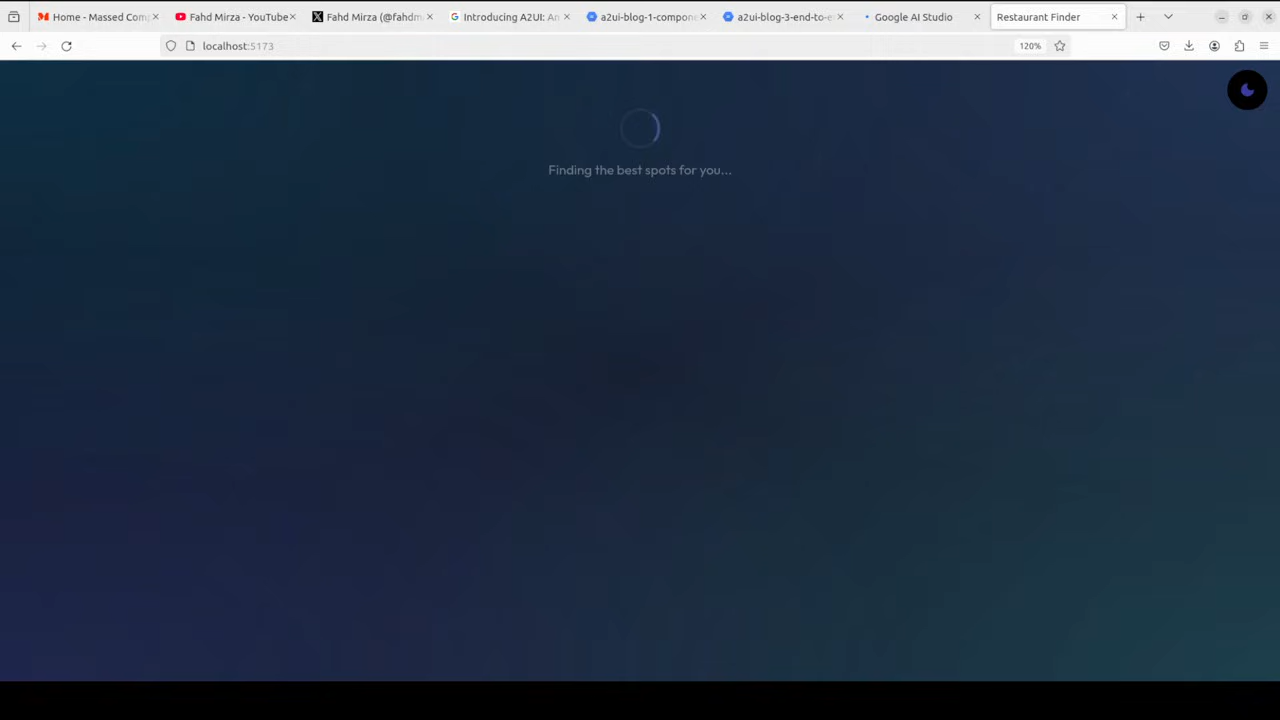 Home - Massed Comp
Fahd Mirza - YouTube
Fahd Mirza (@fahdm
Introducing A2UI: An
a2ui-blog-1-compone
a2ui-blog-3-end-to-e
Google AI Studio
Restaurant Finder
localhost:5173
120%
Finding the best spots for you...